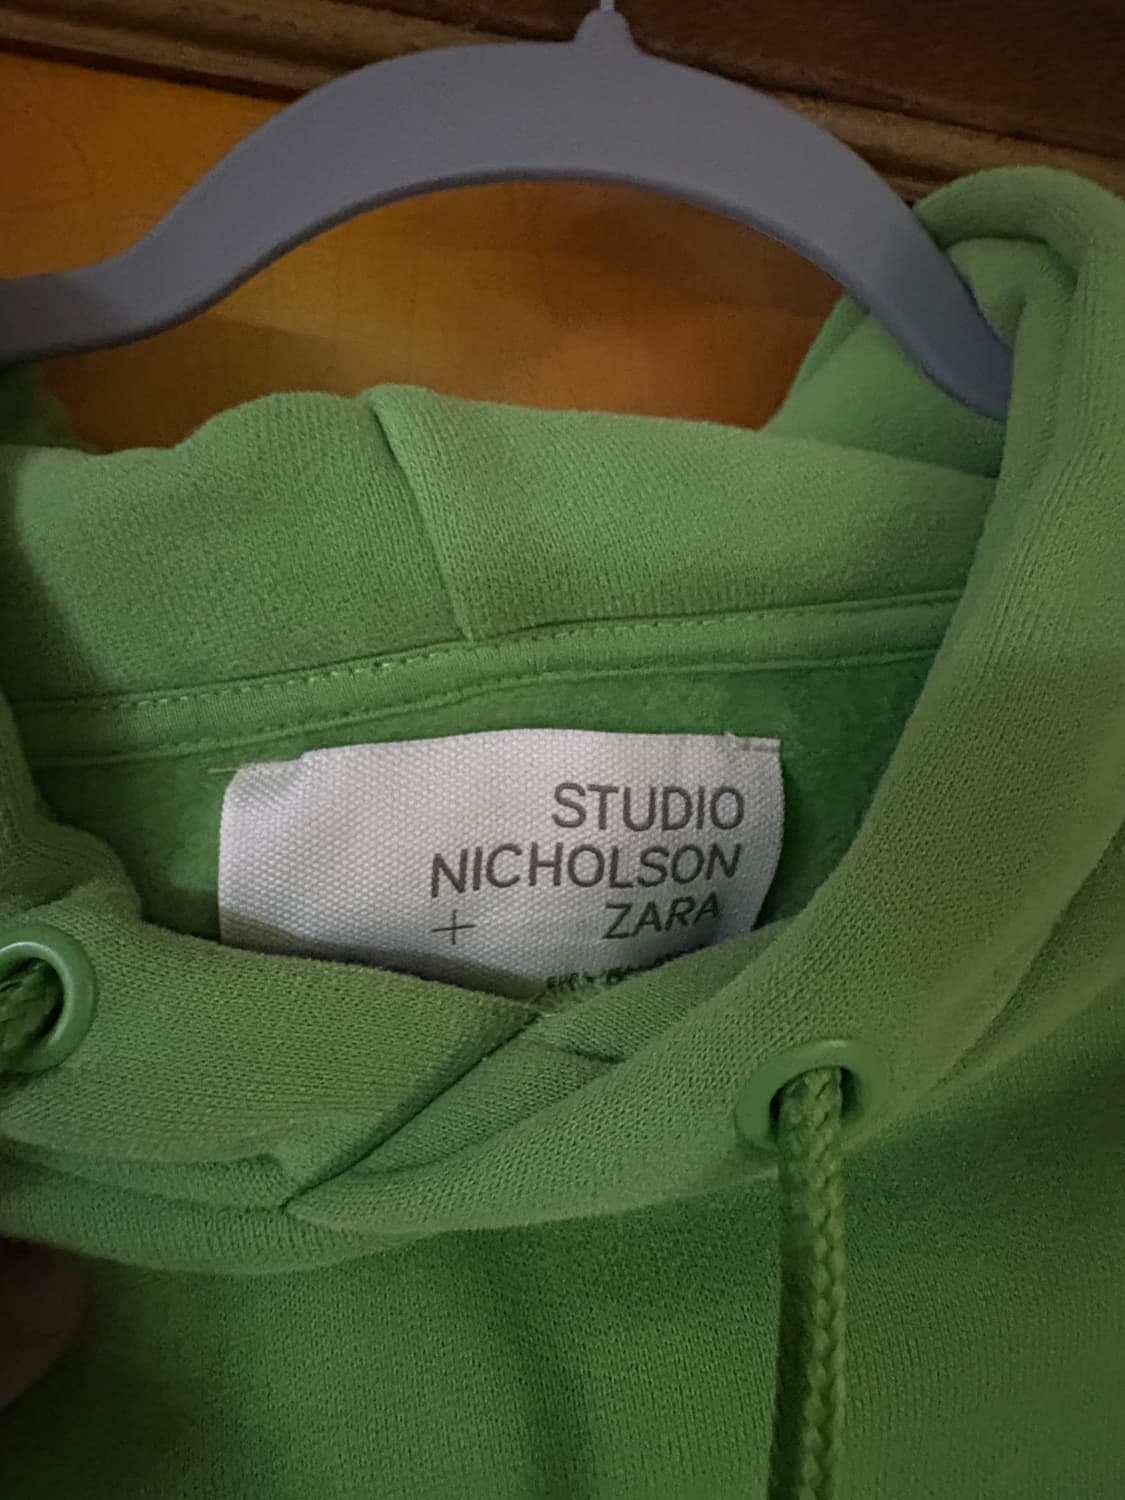 STUDIO
NICHOLSON
+ ZARA